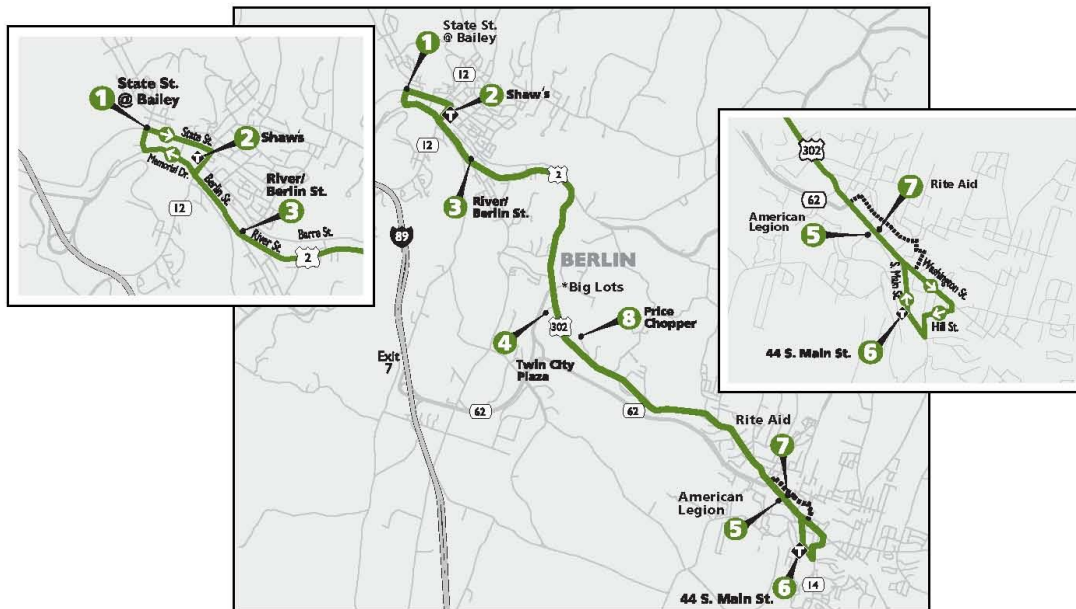 State St.
@ Bailey
1
12
2 Shaw's
12
3
River/
Berlin St.
2
89
BERLIN
*Big Lots
302
8 Price
Chopper
4
Twin City
Plaza
Exit
7
62
62
Rite Aid
7
American
Legion
5
6
44 S. Main St.
14
State St.
@ Bailey
1
State St.
2 Shaw's
Memorial Dr.
Berlin St.
River/
Berlin St.
3
12
River St.
Barre St.
2
302
62
7 Rite Aid
American
Legion
5
S. Main St.
Washington St.
Hill St.
6
44 S. Main St.